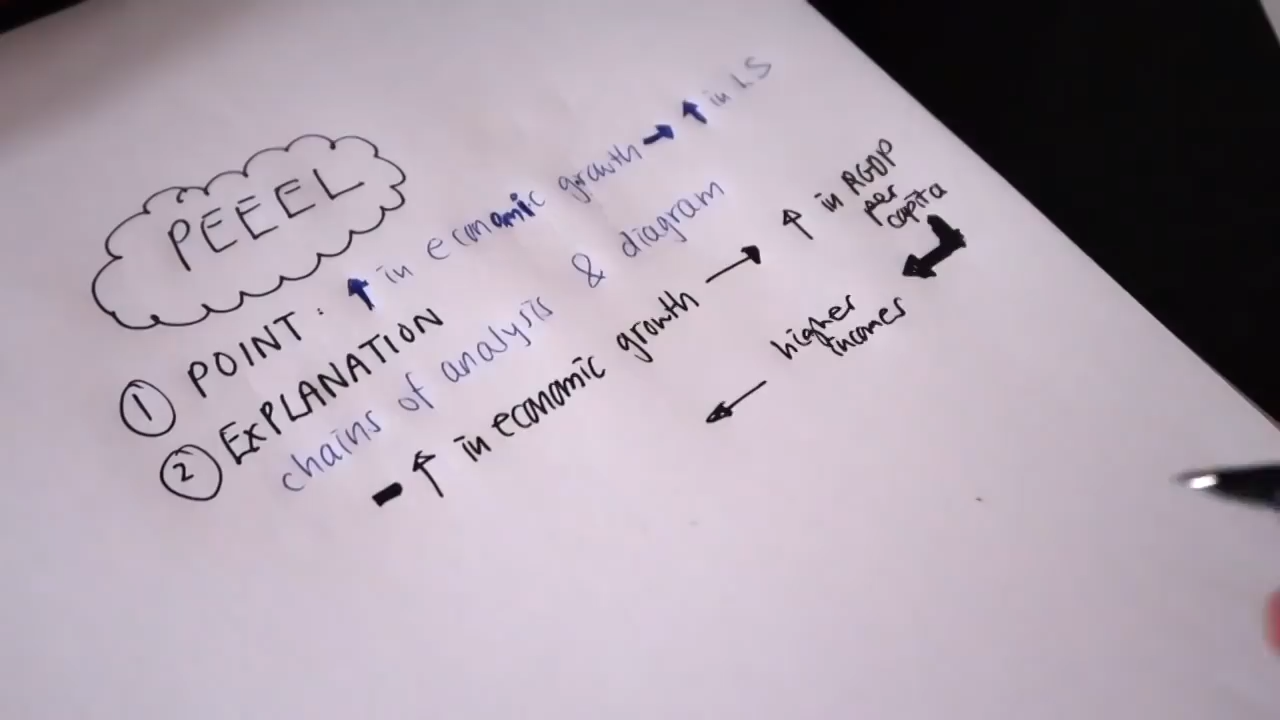 PEEEL
① POINT: ↑ in economic growth → ↑ in LS
② EXPLANATION
chains of analysis & diagram
- ↑ in economic growth → ↑ in RGDP
per
capita
higher
incomes